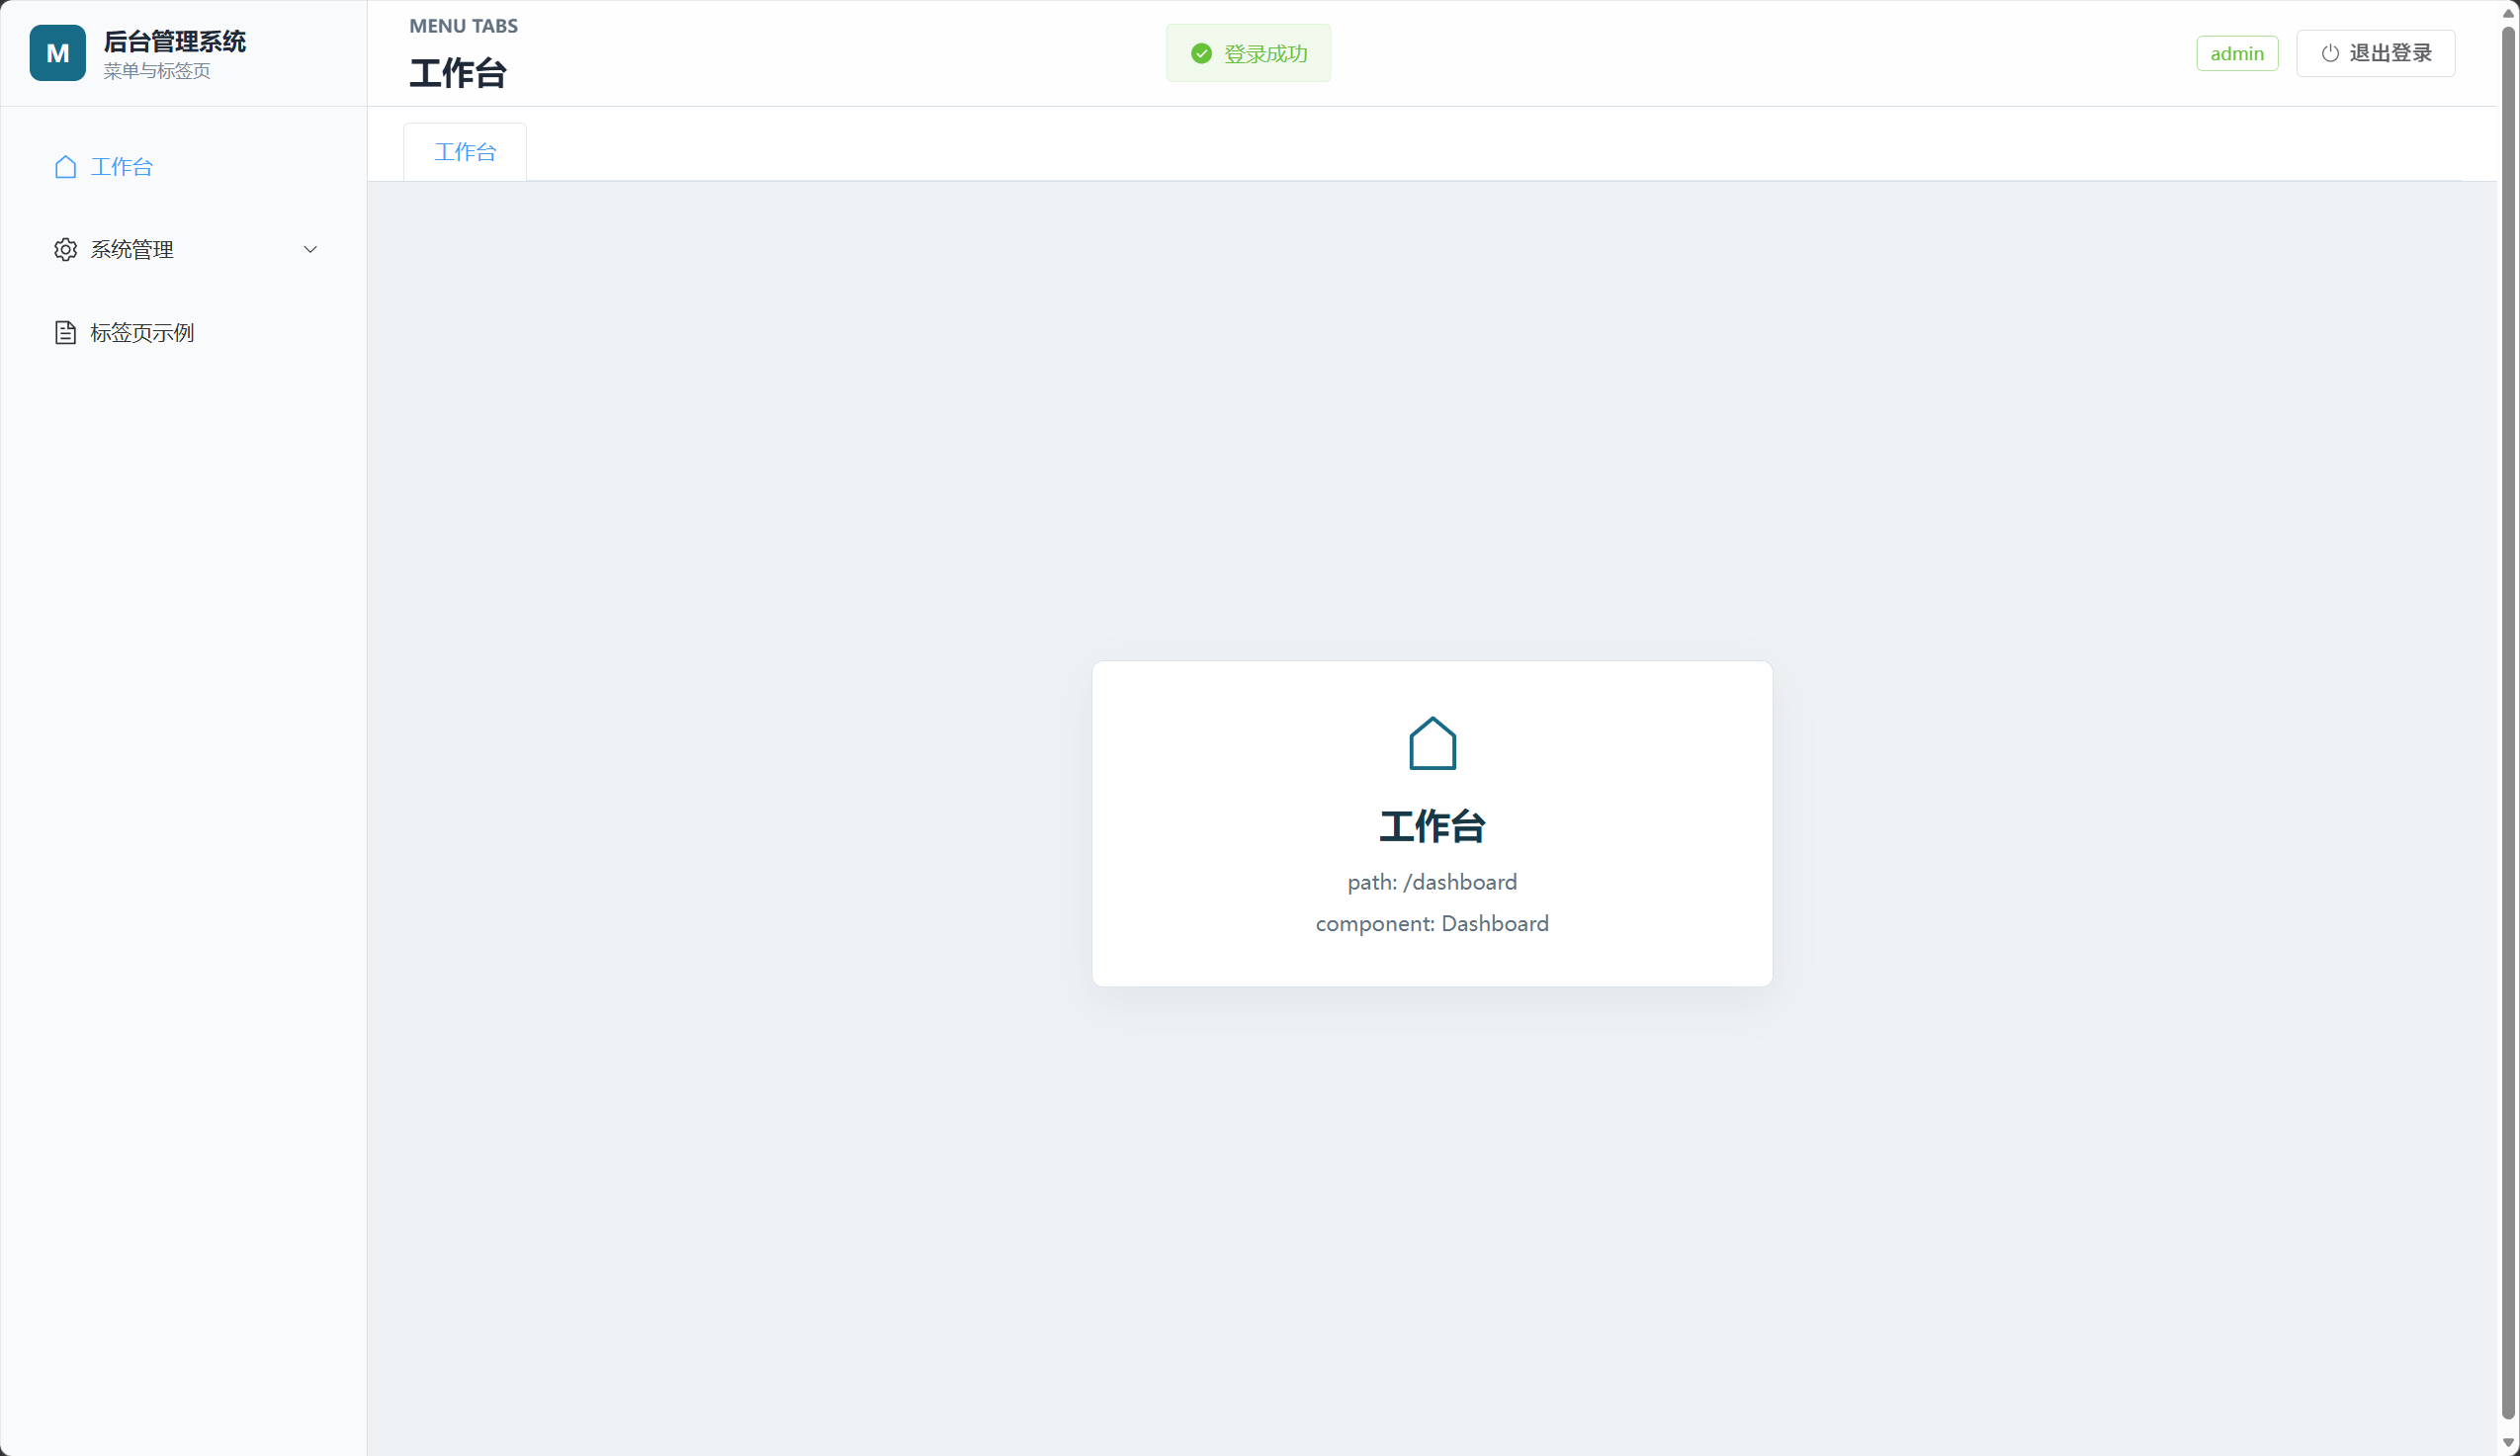 M
后台管理系统
菜单与标签页
工作台
系统管理
标签页示例
MENU TABS
工作台
登录成功
admin
退出登录
工作台
工作台
path: /dashboard
component: Dashboard